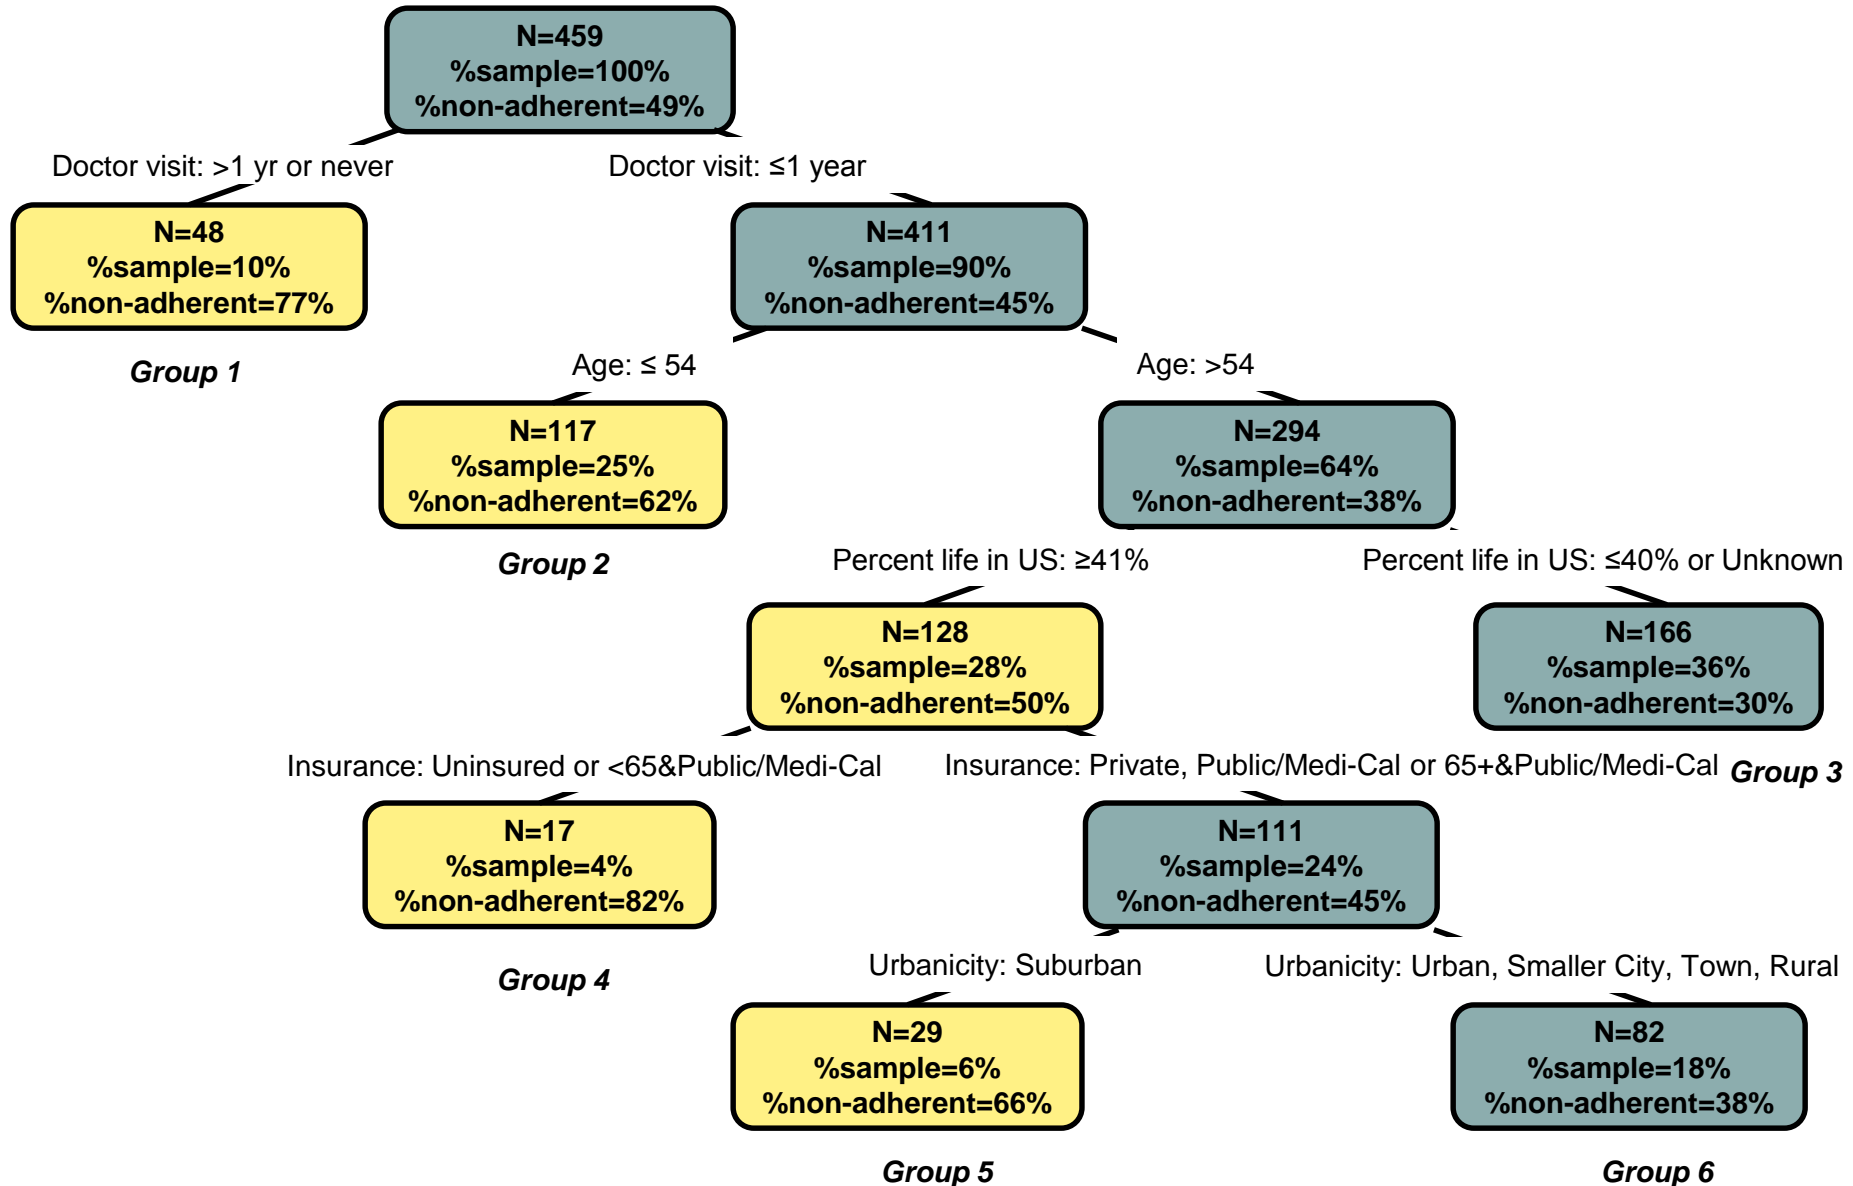 N=459
%sample=100%
%non-adherent=49%
Doctor visit: >1 yr or never
Doctor visit: ≤1 year
N=48
%sample=10%
%non-adherent=77%
N=411
%sample=90%
%non-adherent=45%
Group 1
Age: ≤ 54
Age: >54
N=117
%sample=25%
%non-adherent=62%
N=294
%sample=64%
%non-adherent=38%
Group 2
Percent life in US: ≥41%
Percent life in US: ≤40% or Unknown
N=128
%sample=28%
%non-adherent=50%
N=166
%sample=36%
%non-adherent=30%
Insurance: Uninsured or <65&Public/Medi-Cal
Insurance: Private, Public/Medi-Cal or 65+&Public/Medi-Cal
Group 3
N=17
%sample=4%
%non-adherent=82%
N=111
%sample=24%
%non-adherent=45%
Group 4
Urbanicity: Suburban
Urbanicity: Urban, Smaller City, Town, Rural
N=29
%sample=6%
%non-adherent=66%
N=82
%sample=18%
%non-adherent=38%
Group 5
Group 6